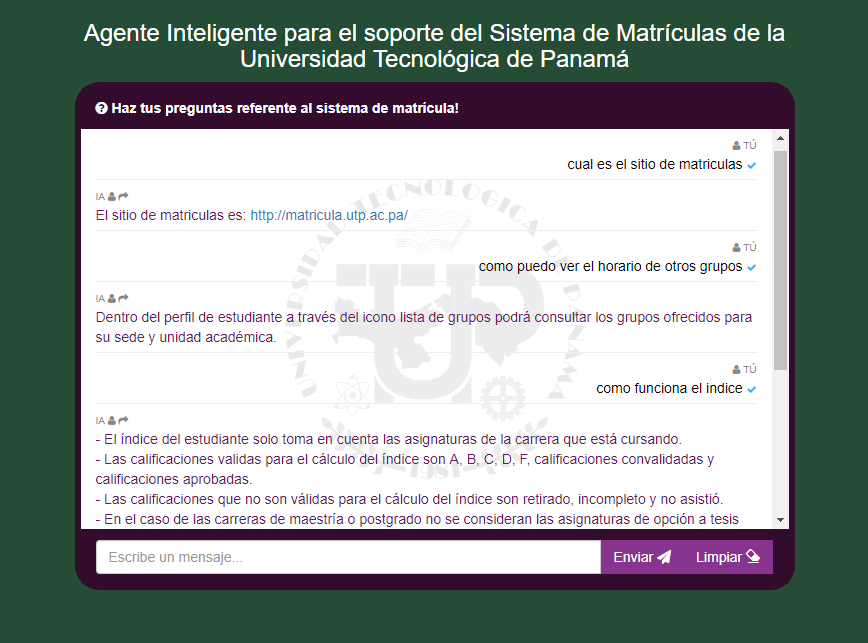 Agente Inteligente para el soporte del Sistema de Matrículas de la
Universidad Tecnológica de Panamá
Haz tus preguntas referente al sistema de matrícula!
TÚ
cual es el sitio de matriculas
IA
El sitio de matriculas es: http://matricula.utp.ac.pa/
TÚ
como puedo ver el horario de otros grupos
IA
Dentro del perfil de estudiante a través del icono lista de grupos podrá consultar los grupos ofrecidos para
su sede y unidad académica.
TÚ
como funciona el indice
IA
- El índice del estudiante solo toma en cuenta las asignaturas de la carrera que está cursando.
- Las calificaciones validas para el cálculo del índice son A, B, C, D, F, calificaciones convalidadas y
calificaciones aprobadas.
- Las calificaciones que no son válidas para el cálculo del índice son retirado, incompleto y no asistió.
- En el caso de las carreras de maestría o postgrado no se consideran las asignaturas de opción a tesis
UNIVERSIDAD TECNOLOGICA DE PANAMA
UTP
1981
Escribe un mensaje...
Enviar
Limpiar